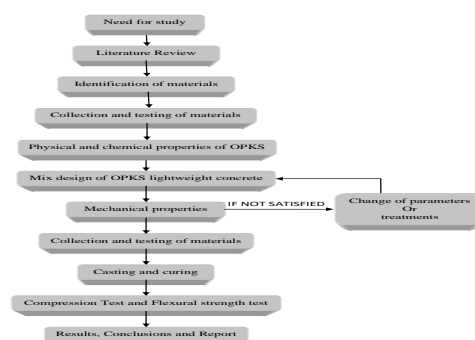 Need for study
Literature Review
Identification of materials
Collection and testing of materials
Physical and chemical properties of OPKS
Mix design of OPKS lightweight concrete
Mechanical properties
IF NOT SATISFIED
Change of parameters
Or
treatments
Collection and testing of materials
Casting and curing
Compression Test and Flexural strength test
Results, Conclusions and Report